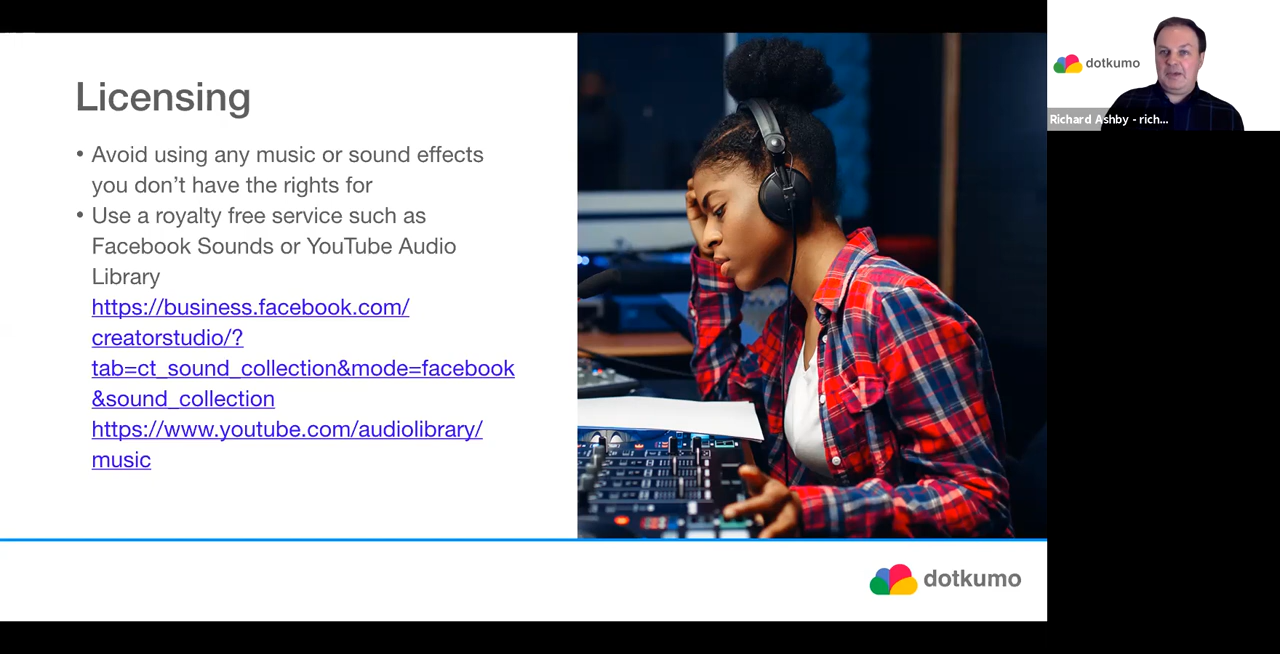 Licensing
• Avoid using any music or sound effects
you don’t have the rights for
• Use a royalty free service such as
Facebook Sounds or YouTube Audio
Library
https://business.facebook.com/
creatorstudio/?
tab=ct_sound_collection&mode=facebook
&sound_collection
https://www.youtube.com/audiolibrary/
music
dotkumo
dotkumo
Richard Ashby - rich...